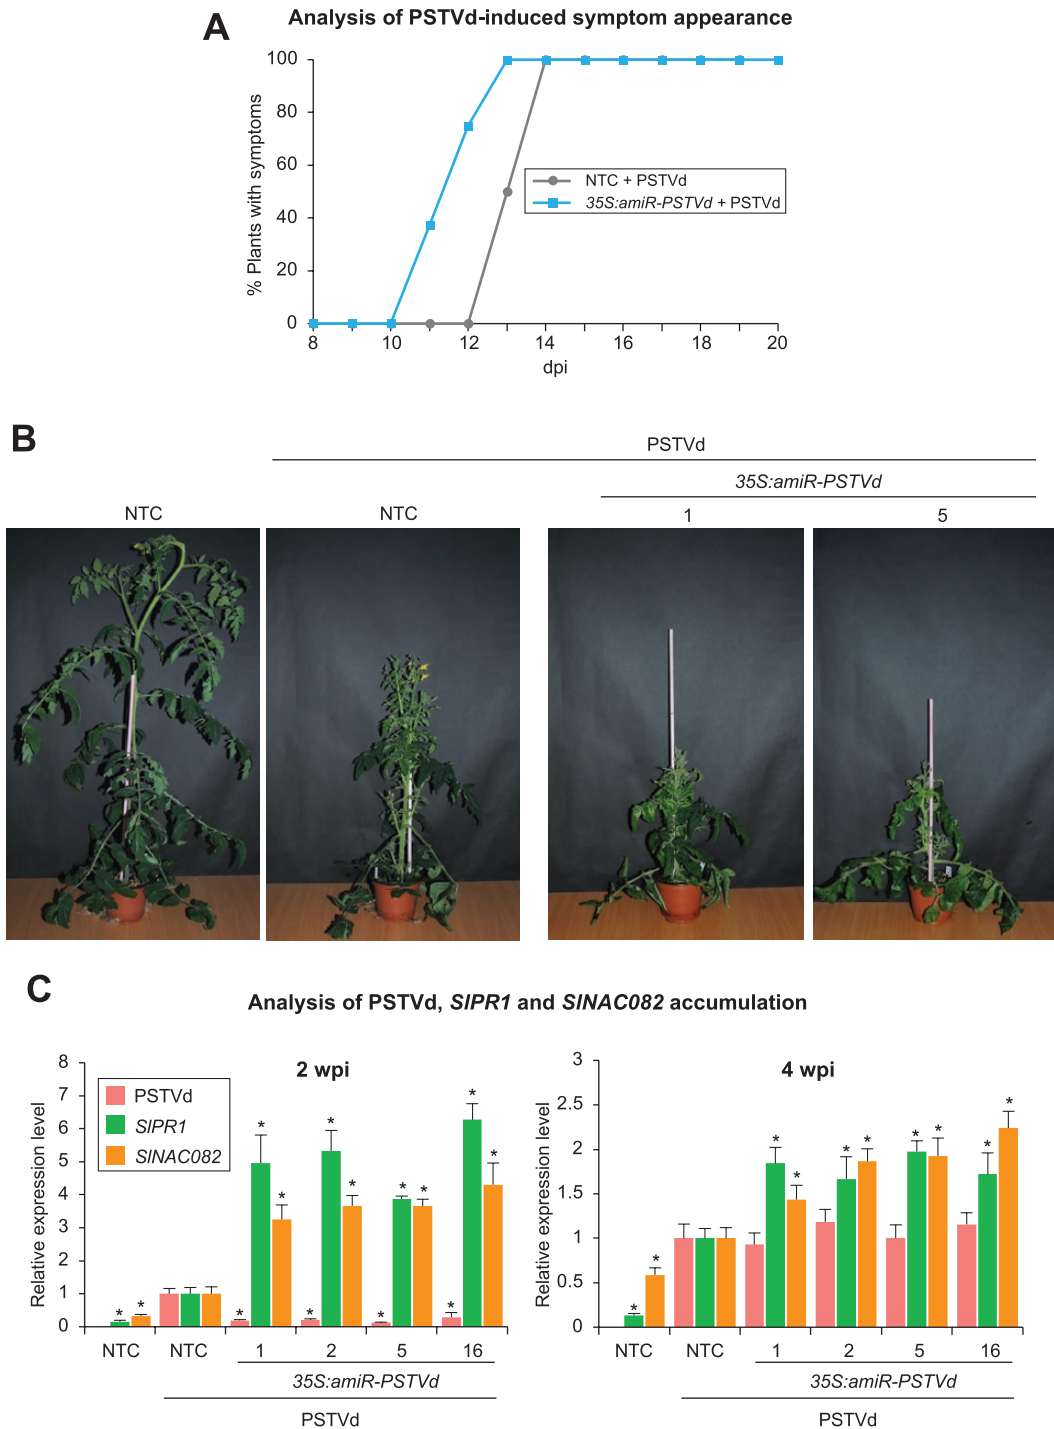 A
Analysis of PSTVd-induced symptom appearance
% Plants with symptoms
100
80
60
40
20
0
NTC + PSTVd
35S:amiR-PSTVd + PSTVd
8 10 12 14 16 18 20
dpi
B
PSTVd
35S:amiR-PSTVd
NTC NTC 1 5
C
Analysis of PSTVd, SlPR1 and SlNAC082 accumulation
2 wpi
Relative expression level
8
7
6
5
4
3
2
1
0
PSTVd
SlPR1
SlNAC082
* * * * * * * * * * * * * *
NTC NTC 1 2 5 16
35S:amiR-PSTVd
PSTVd
4 wpi
Relative expression level
3
2.5
2
1.5
1
0.5
0
* * * * * * * * * *
NTC NTC 1 2 5 16
35S:amiR-PSTVd
PSTVd